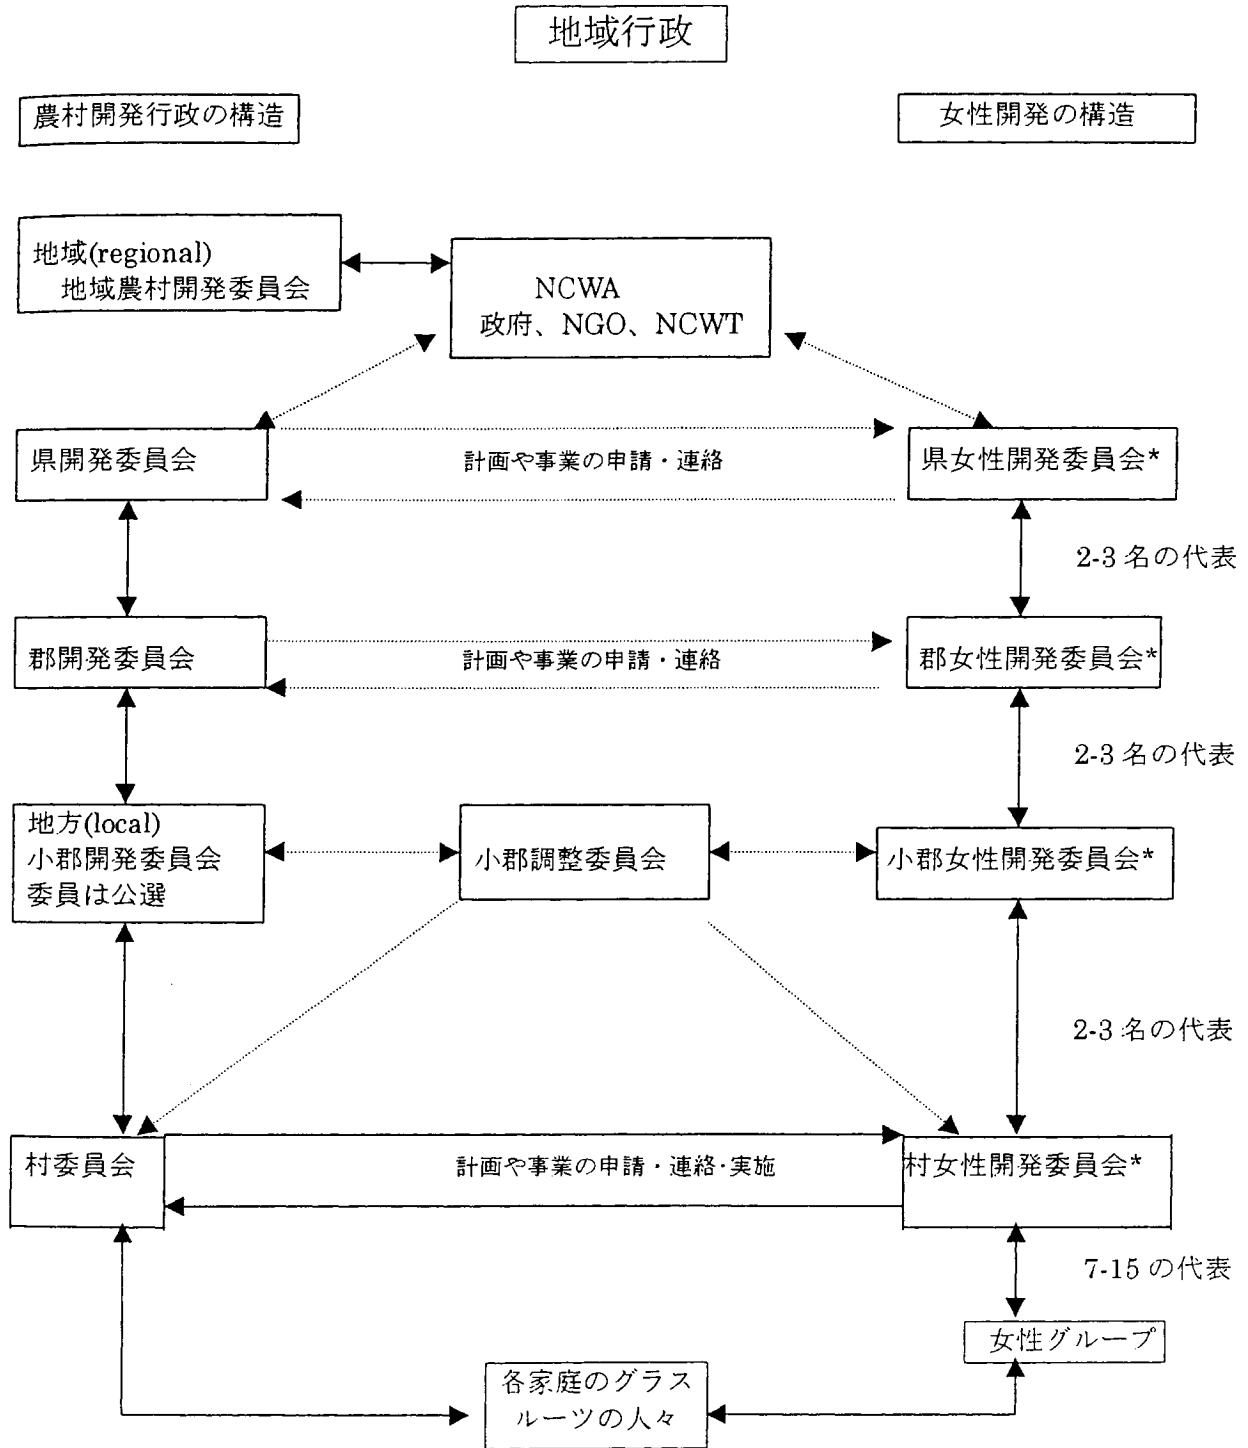 地域行政
農村開発行政の構造
女性開発の構造
地域(regional)
地域農村開発委員会
NCWA
政府、NGO、NCWT
県開発委員会
計画や事業の申請・連絡
県女性開発委員会*
2-3 名の代表
郡開発委員会
計画や事業の申請・連絡
郡女性開発委員会*
2-3 名の代表
地方(local)
小郡開発委員会
委員は公選
小郡調整委員会
小郡女性開発委員会*
2-3 名の代表
村委員会
計画や事業の申請・連絡・実施
村女性開発委員会*
7-15 の代表
女性グループ
各家庭のグラス
ルーツの人々